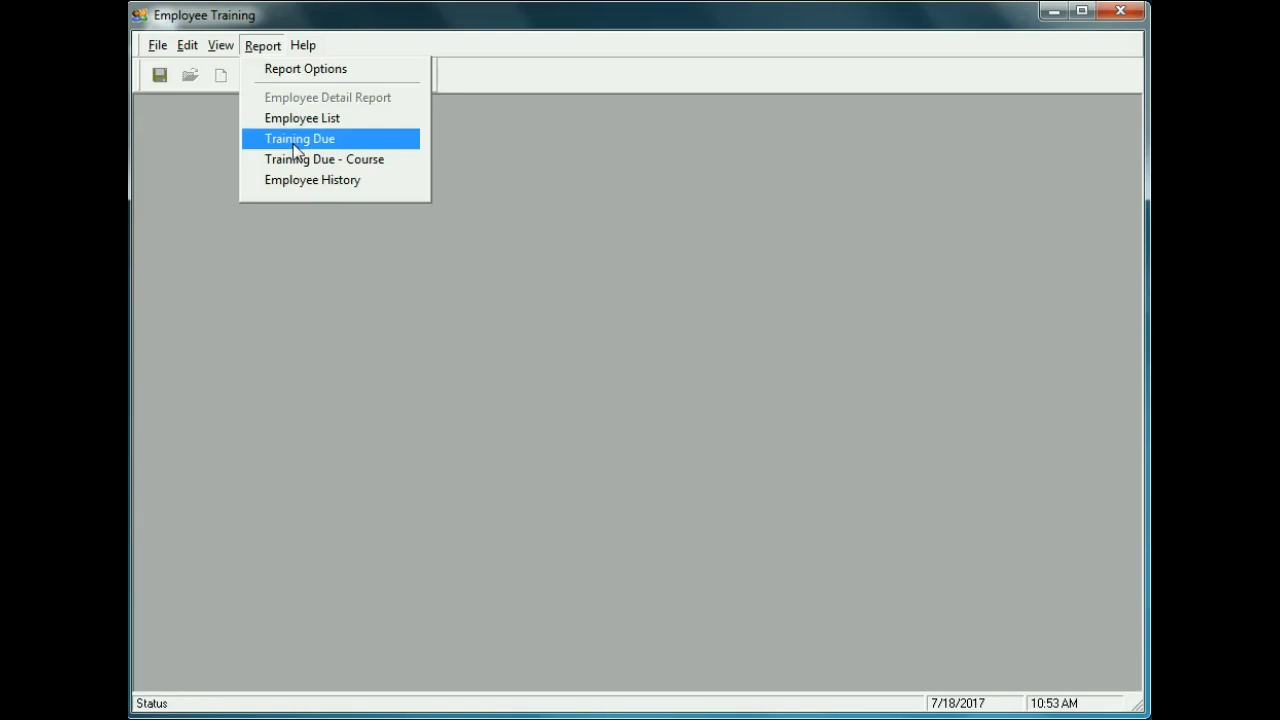 Employee Training
File Edit View Report Help
Report Options
Employee Detail Report
Employee List
Training Due
Training Due - Course
Employee History
Status 7/18/2017 10:53 AM